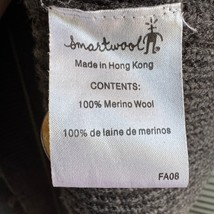 smartwool
Made in Hong Kong
CONTENTS:
100% Merino Wool
100% de laine de merinos
FA08